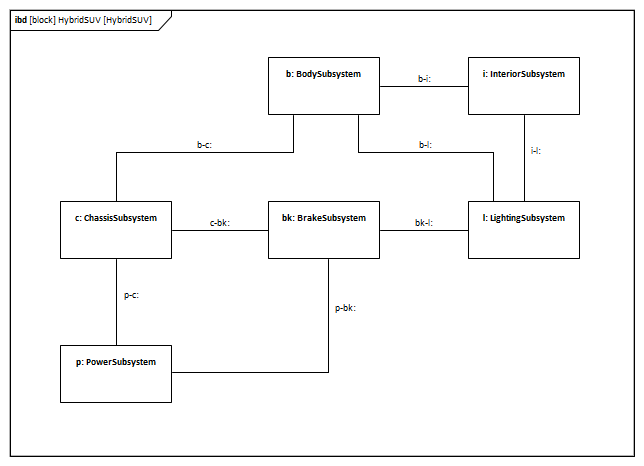 ibd [block] HybridSUV [HybridSUV]
b: BodySubsystem
b-i:
i: InteriorSubsystem
b-c:
b-l:
i-l:
c: ChassisSubsystem
c-bk:
bk: BrakeSubsystem
bk-l:
l: LightingSubsystem
p-c:
p-bk:
p: PowerSubsystem